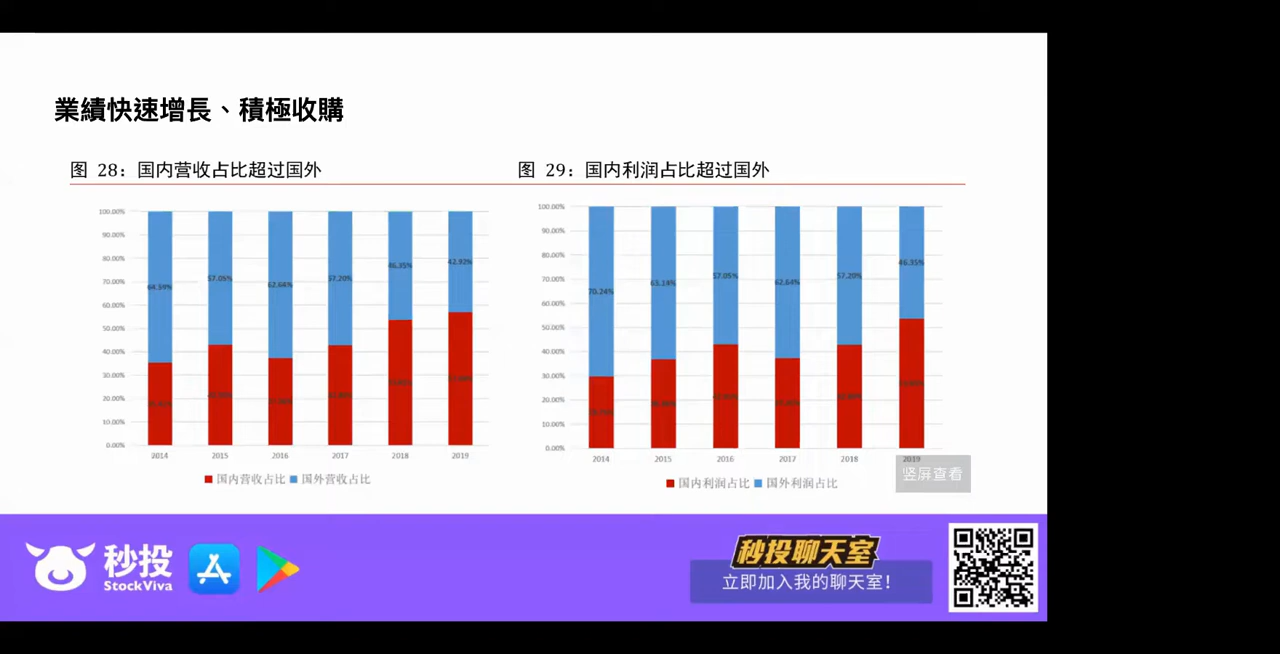 業績快速增長、積極收購
图 28：国内营收占比超过国外
100.00%
90.00%
80.00%
70.00%
60.00%
50.00%
40.00%
30.00%
20.00%
10.00%
0.00%
64.59%
57.05%
62.66%
57.20%
46.35%
42.92%
2014 2015 2016 2017 2018 2019
国内营收占比 国外营收占比
图 29：国内利润占比超过国外
100.00%
90.00%
80.00%
70.00%
60.00%
50.00%
40.00%
30.00%
20.00%
10.00%
0.00%
70.24%
63.14%
57.05%
62.64%
57.20%
46.35%
2014 2015 2016 2017 2018 2019
国内利润占比 国外利润占比
竖屏查看
秒投
StockViva
秒投聊天室
立即加入我的聊天室！